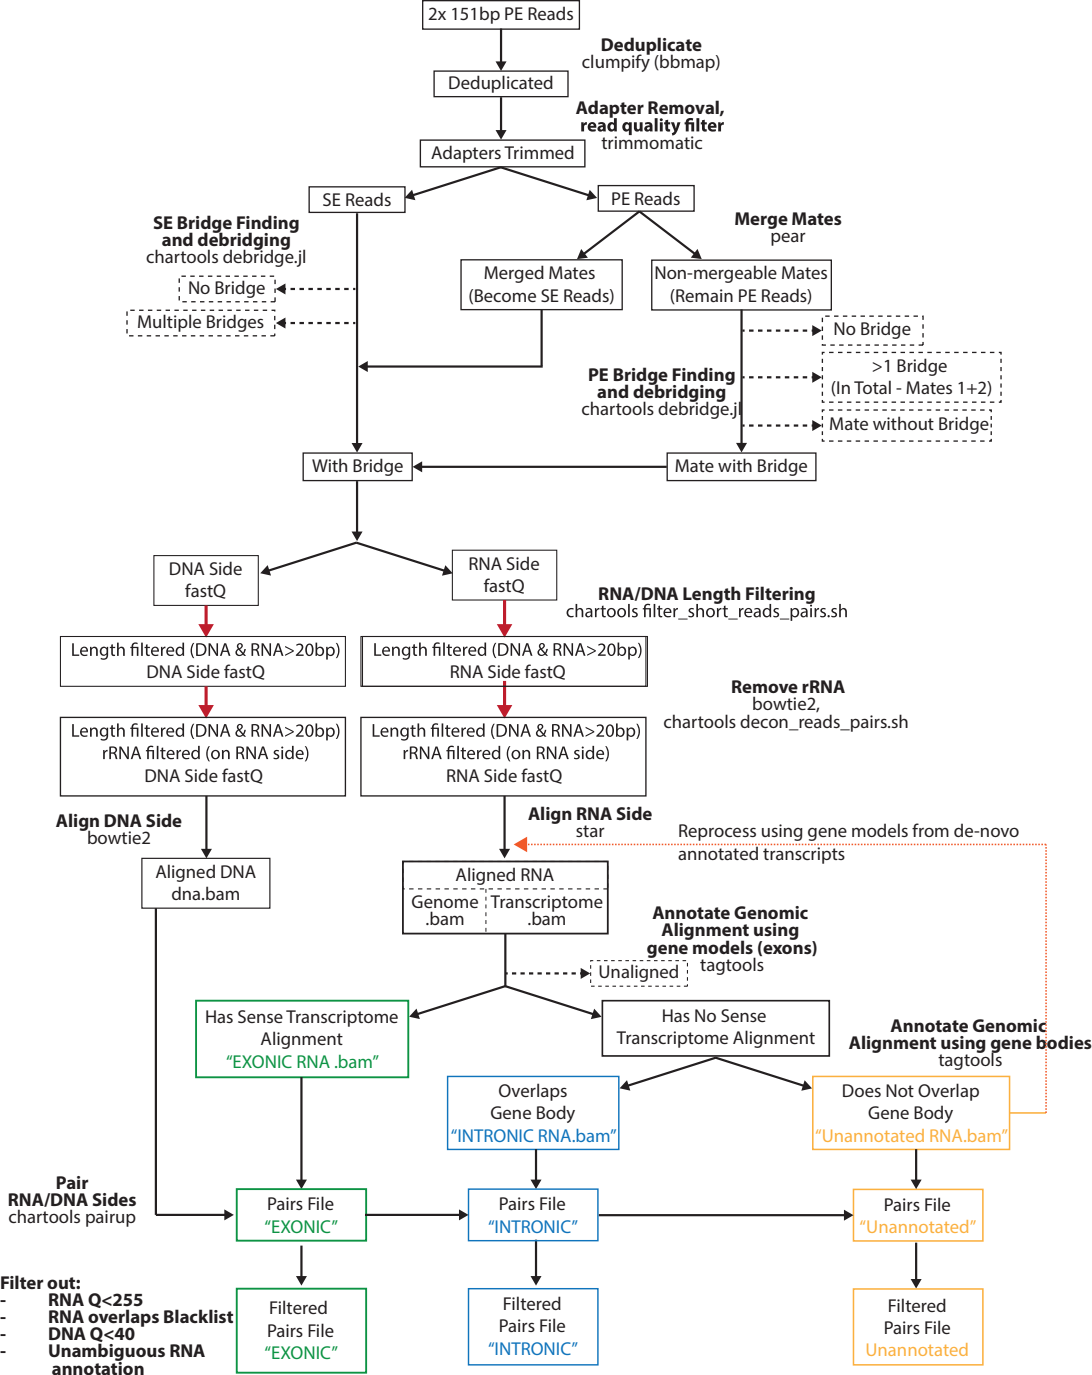 2x 151bp PE Reads
Deduplicate
clumpify (bbmap)
Deduplicated
Adapter Removal,
read quality filter
trimmomatic
Adapters Trimmed
SE Reads
PE Reads
SE Bridge Finding
and debridging
chartools debridge.jl
Merge Mates
pear
Merged Mates
(Become SE Reads)
Non-mergeable Mates
(Remain PE Reads)
No Bridge
Multiple Bridges
No Bridge
>1 Bridge
(In Total - Mates 1+2)
Mate without Bridge
PE Bridge Finding
and debridging
chartools debridge.jl
With Bridge
Mate with Bridge
DNA Side
fastQ
RNA Side
fastQ
RNA/DNA Length Filtering
chartools filter_short_reads_pairs.sh
Length filtered (DNA & RNA>20bp)
DNA Side fastQ
Length filtered (DNA & RNA>20bp)
RNA Side fastQ
Remove rRNA
bowtie2,
chartools decon_reads_pairs.sh
Length filtered (DNA & RNA>20bp)
rRNA filtered (on RNA side)
DNA Side fastQ
Length filtered (DNA & RNA>20bp)
rRNA filtered (on RNA side)
RNA Side fastQ
Align DNA Side
bowtie2
Align RNA Side
star
Reprocess using gene models from de-novo
annotated transcripts
Aligned DNA
dna.bam
Aligned RNA
Genome
.bam
Transcriptome
.bam
Annotate Genomic
Alignment using
gene models (exons)
tagtools
Unaligned
Has Sense Transcriptome
Alignment
“EXONIC RNA .bam”
Has No Sense
Transcriptome Alignment
Annotate Genomic
Alignment using gene bodies
tagtools
Overlaps
Gene Body
“INTRONIC RNA.bam”
Does Not Overlap
Gene Body
“Unannotated RNA.bam”
Pair
RNA/DNA Sides
chartools pairup
Pairs File
“EXONIC”
Pairs File
“INTRONIC”
Pairs File
“Unannotated”
Filter out:
- RNA Q<255
- RNA overlaps Blacklist
- DNA Q<40
- Unambiguous RNA
annotation
Filtered
Pairs File
“EXONIC”
Filtered
Pairs File
“INTRONIC”
Filtered
Pairs File
Unannotated